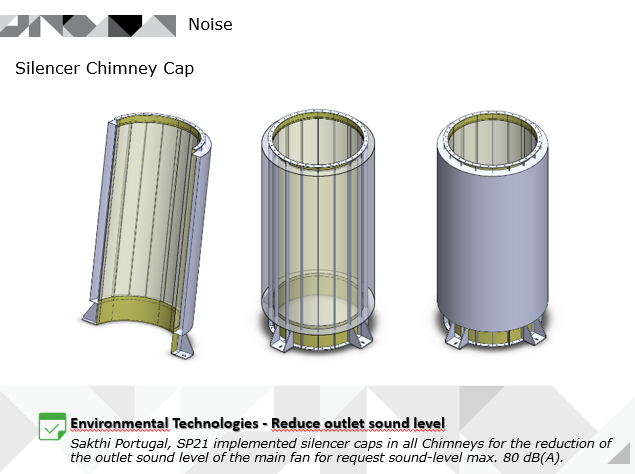 Noise
Silencer Chimney Cap
Environmental Technologies - Reduce outlet sound level
Sakthi Portugal, SP21 implemented silencer caps in all Chimneys for the reduction of
the outlet sound level of the main fan for request sound-level max. 80 dB(A).